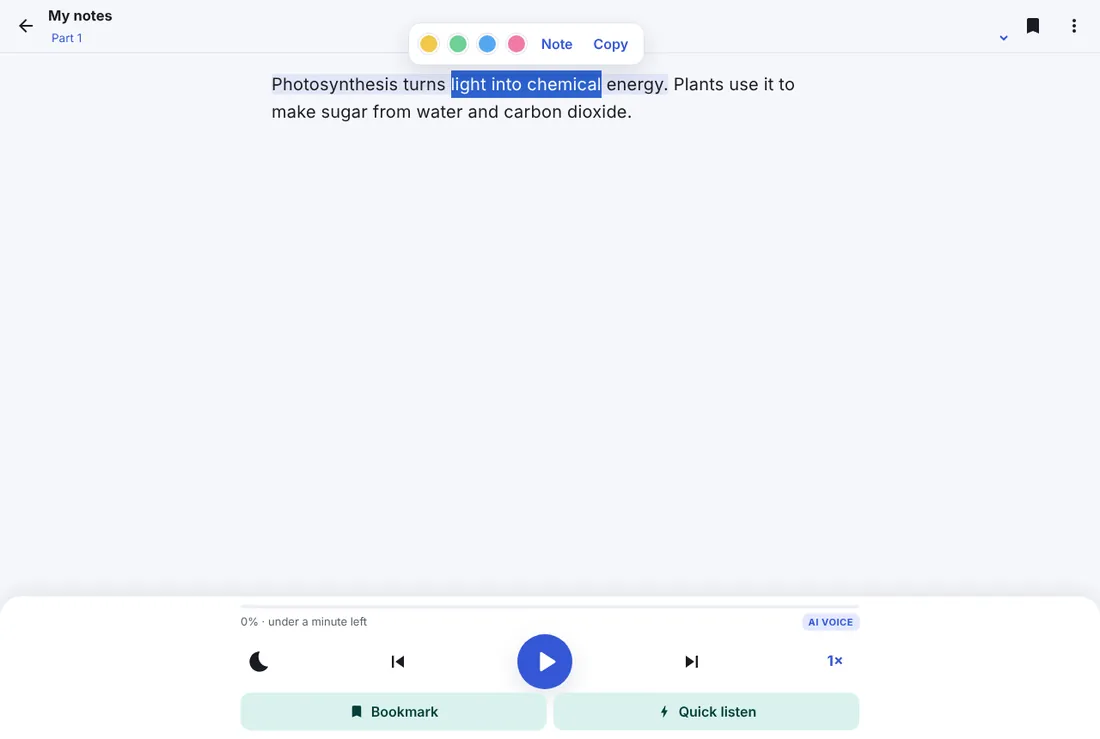 My notes
Part 1
Note Copy
Photosynthesis turns light into chemical energy. Plants use it to
make sugar from water and carbon dioxide.
0% · under a minute left
AI VOICE
1×
Bookmark
Quick listen